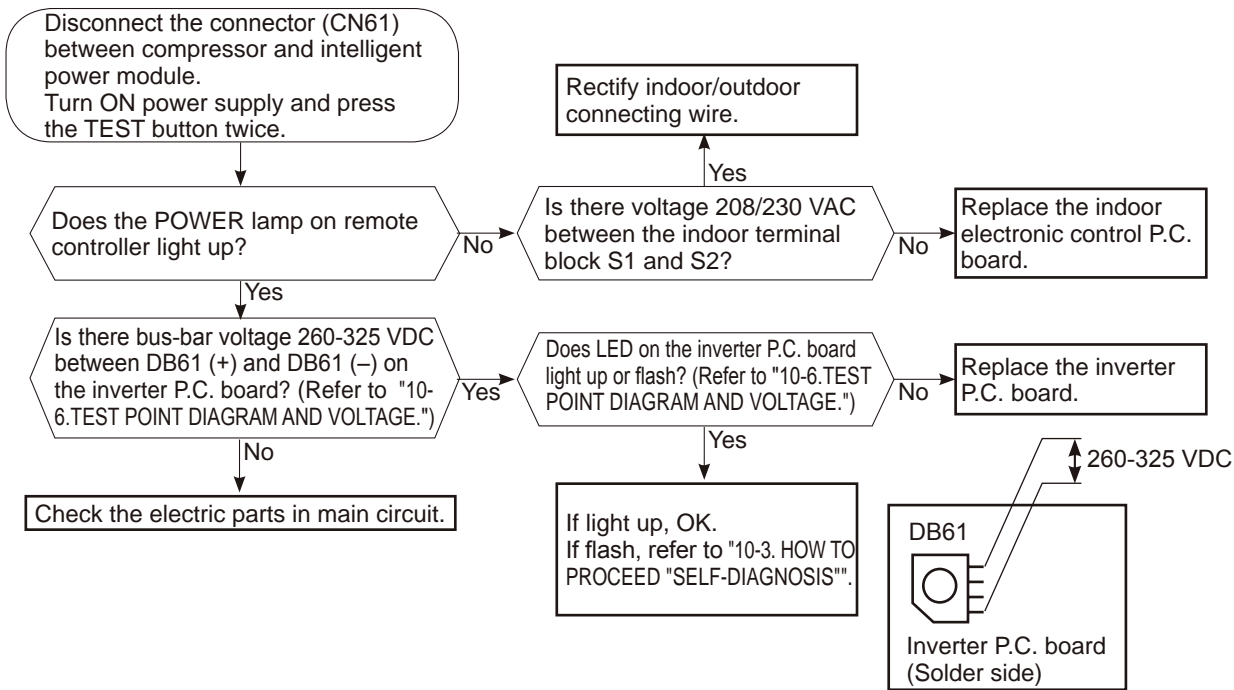 Disconnect the connector (CN61)
between compressor and intelligent
power module.
Turn ON power supply and press
the TEST button twice.
Rectify indoor/outdoor
connecting wire.
Yes
Does the POWER lamp on remote
controller light up?
No
Is there voltage 208/230 VAC
between the indoor terminal
block S1 and S2?
No
Replace the indoor
electronic control P.C.
board.
Yes
Is there bus-bar voltage 260-325 VDC
between DB61 (+) and DB61 (–) on
the inverter P.C. board? (Refer to "10-
6.TEST POINT DIAGRAM AND VOLTAGE.")
Yes
Does LED on the inverter P.C. board
light up or flash? (Refer to "10-6.TEST
POINT DIAGRAM AND VOLTAGE.")
No
Replace the inverter
P.C. board.
No
Yes
Check the electric parts in main circuit.
If light up, OK.
If flash, refer to "10-3. HOW TO
PROCEED "SELF-DIAGNOSIS"".
260-325 VDC
DB61
Inverter P.C. board
(Solder side)